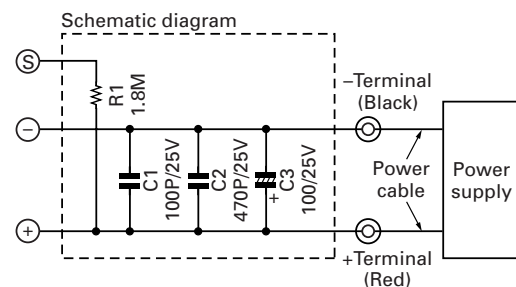 Schematic diagram
S
R1
1.8M
−Terminal
(Black)
−
C1
100P/25V
C2
470P/25V
+
C3
100/25V
Power
cable
Power
supply
+
+Terminal
(Red)